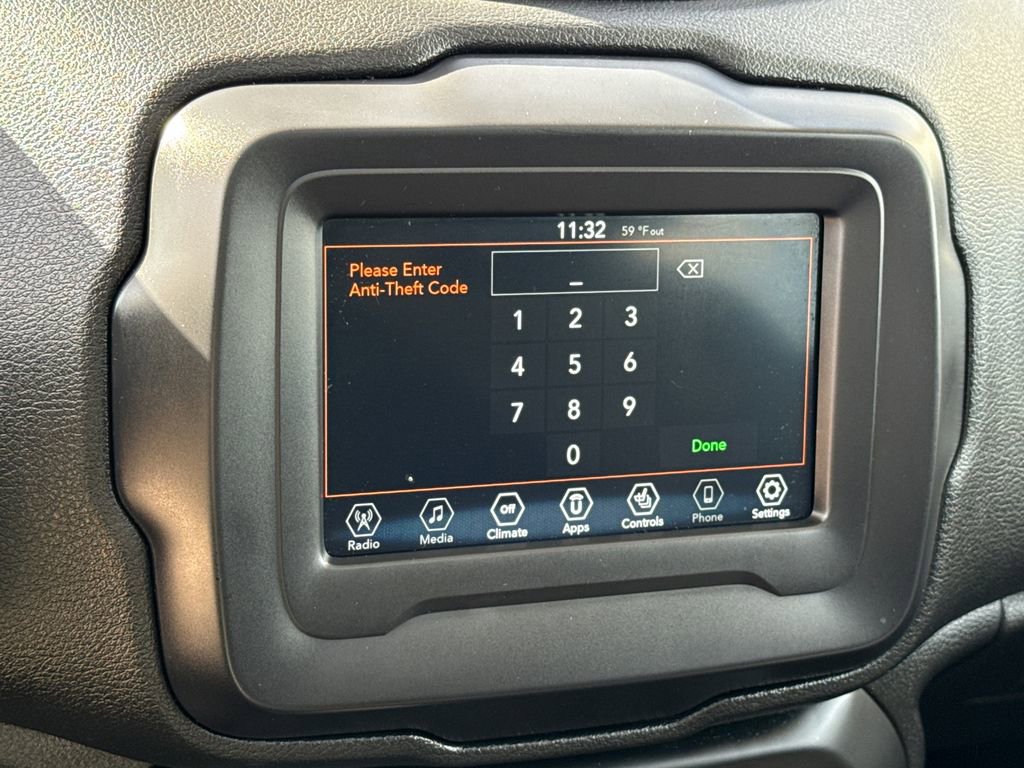 11:32 59 °F out
Please Enter
Anti-Theft Code
_
1 2 3
4 5 6
7 8 9
0
Done
Off
Radio Media Climate Apps Controls Phone Settings